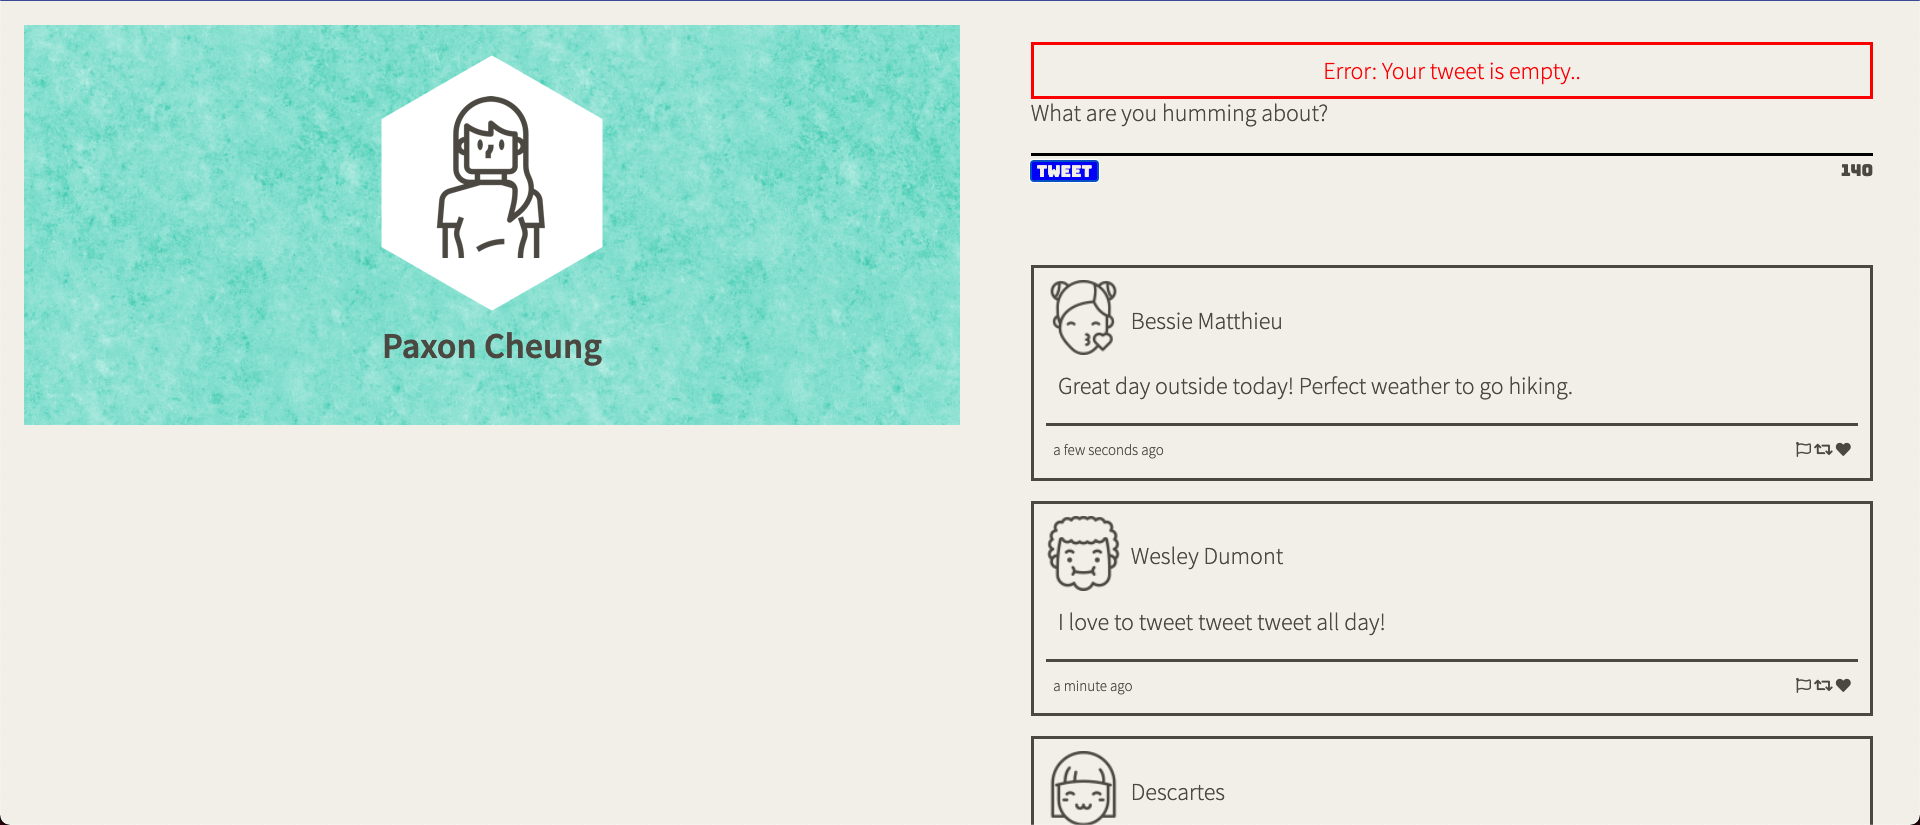 Paxon Cheung
Error: Your tweet is empty..
What are you humming about?
TWEET
140
Bessie Matthieu
Great day outside today! Perfect weather to go hiking.
a few seconds ago
Wesley Dumont
I love to tweet tweet tweet all day!
a minute ago
Descartes